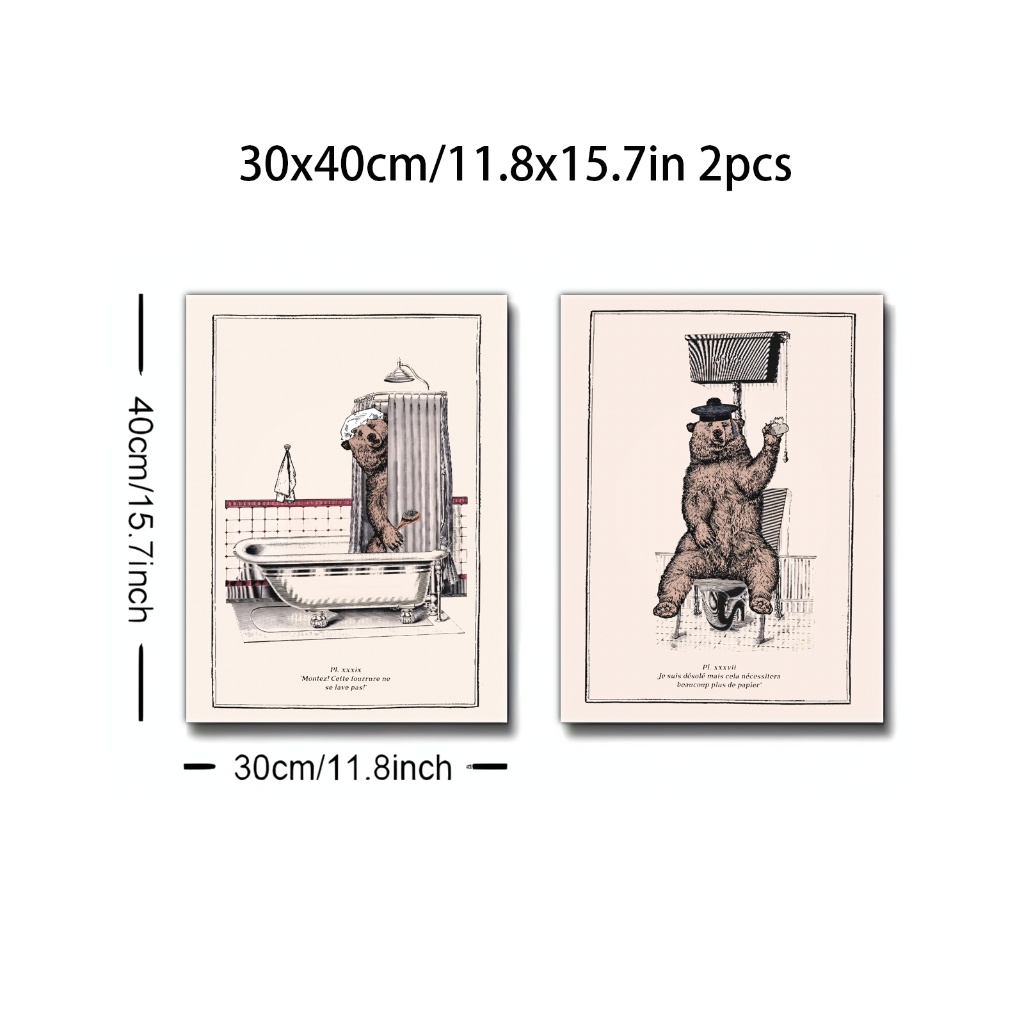 30x40cm/11.8x15.7in 2pcs
40cm/15.7inch
Pl. xxxix
'Montez! Cette fourrure ne
se lave pas!'
Pl. xxxvii
'Je suis désolé mais cela nécessitera
beaucoup plus de papier'
30cm/11.8inch